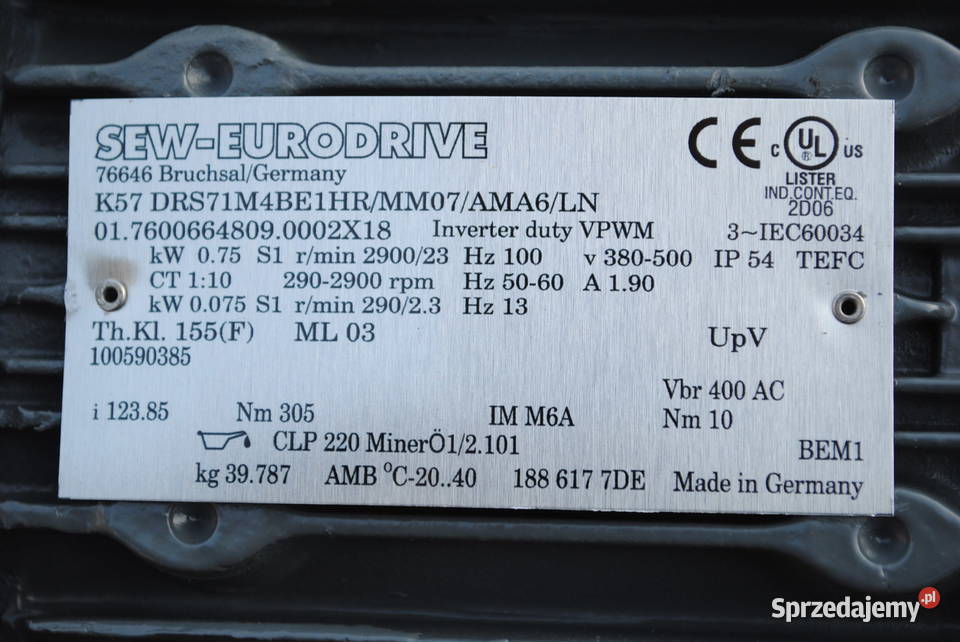 SEW-EURODRIVE
76646 Bruchsal/Germany
CE c UL US
LISTER
IND.CONT.EQ.
2D06
K57 DRS71M4BE1HR/MM07/AMA6/LN
01.7600664809.0002X18 Inverter duty VPWM 3~IEC60034
kW 0.75 S1 r/min 2900/23 Hz 100 v 380-500 IP 54 TEFC
CT 1:10 290-2900 rpm Hz 50-60 A 1.90
kW 0.075 S1 r/min 290/2.3 Hz 13
Th.Kl. 155(F) ML 03 UpV
100590385
Vbr 400 AC
i 123.85 Nm 305 IM M6A Nm 10
CLP 220 MinerÖ1/2.101 BEM1
kg 39.787 AMB °C-20..40 188 617 7DE Made in Germany
Sprzedajemy.pl